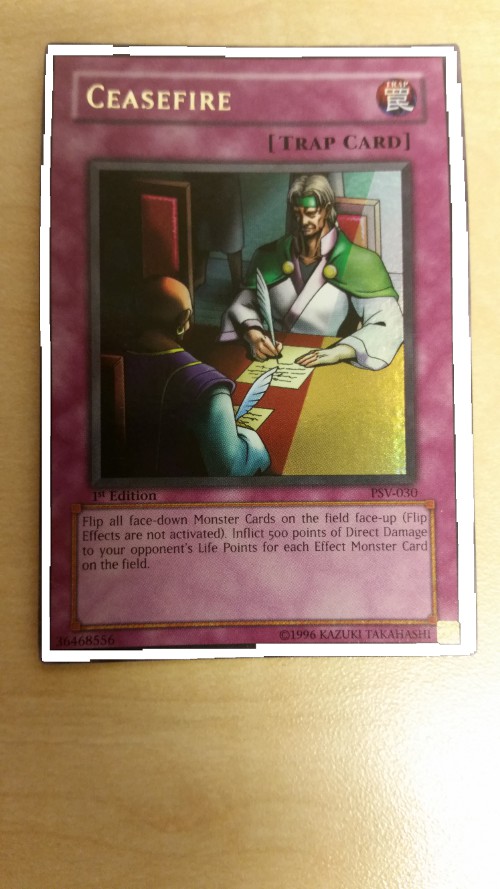 CEASEFIRE
TRAP
罠
[TRAP CARD]
1st Edition
PSV-030
Flip all face-down Monster Cards on the field face-up (Flip
Effects are not activated). Inflict 500 points of Direct Damage
to your opponent's Life Points for each Effect Monster Card
on the field.
36468556
©1996 KAZUKI TAKAHASHI